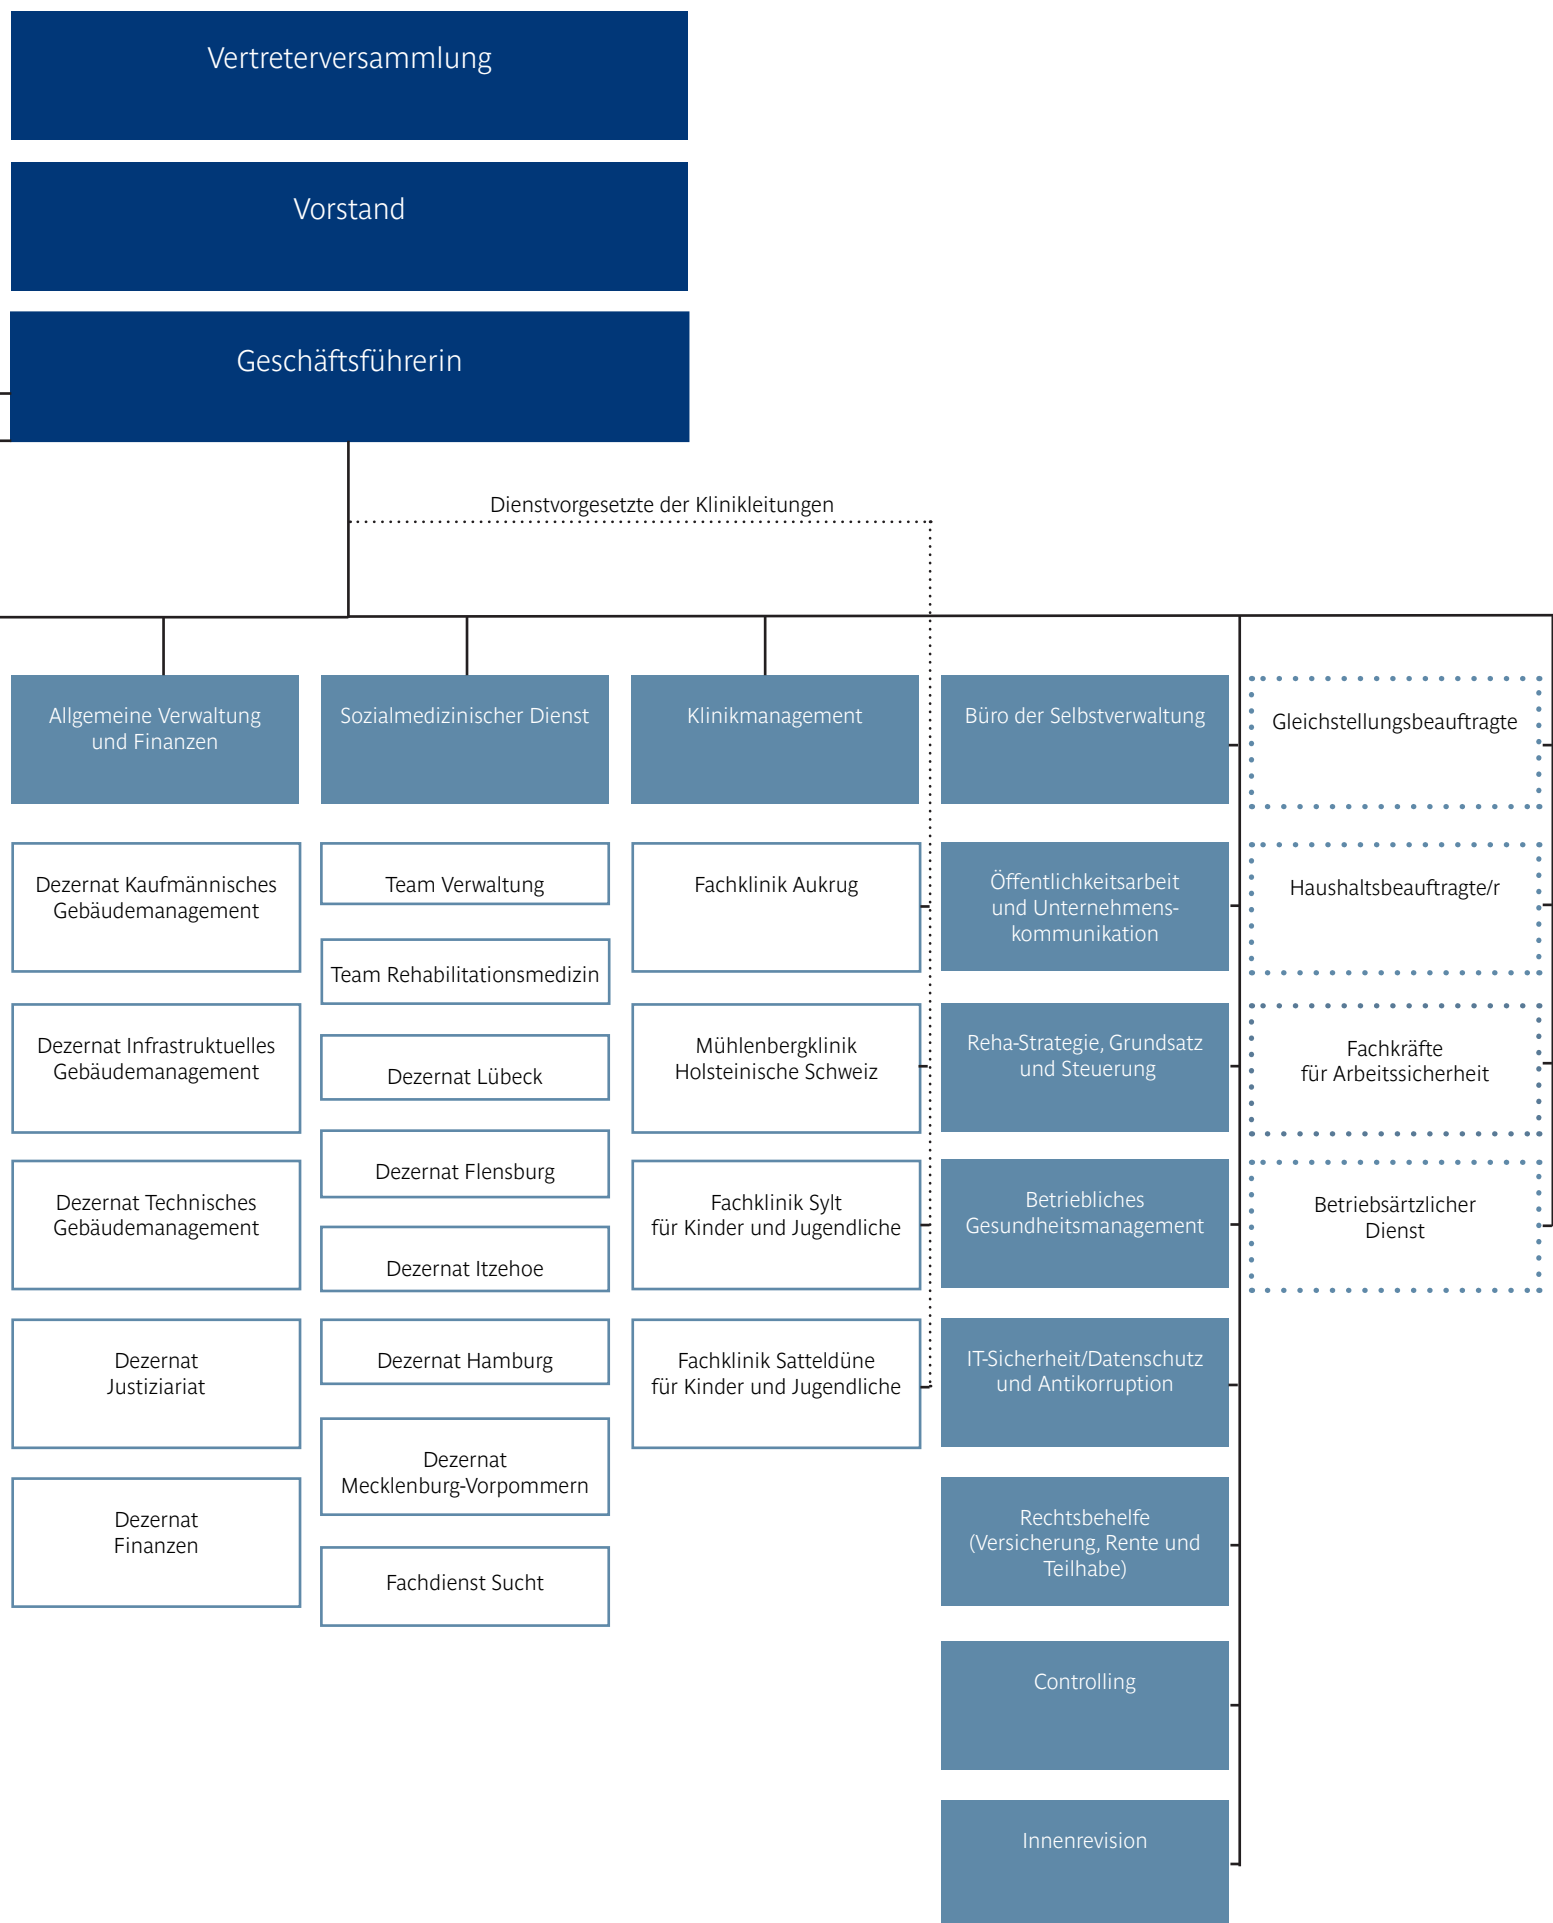 Vertreterversammlung
Vorstand
Geschäftsführerin
Dienstvorgesetzte der Klinikleitungen
Allgemeine Verwaltung
und Finanzen
Dezernat Kaufmännisches
Gebäudemanagement
Dezernat Infrastruktuelles
Gebäudemanagement
Dezernat Technisches
Gebäudemanagement
Dezernat
Justiziariat
Dezernat
Finanzen
Sozialmedizinischer Dienst
Team Verwaltung
Team Rehabilitationsmedizin
Dezernat Lübeck
Dezernat Flensburg
Dezernat Itzehoe
Dezernat Hamburg
Dezernat
Mecklenburg-Vorpommern
Fachdienst Sucht
Klinikmanagement
Fachklinik Aukrug
Mühlenbergklinik
Holsteinische Schweiz
Fachklinik Sylt
für Kinder und Jugendliche
Fachklinik Satteldüne
für Kinder und Jugendliche
Büro der Selbstverwaltung
Öffentlichkeitsarbeit
und Unternehmens-
kommunikation
Reha-Strategie, Grundsatz
und Steuerung
Betriebliches
Gesundheitsmanagement
IT-Sicherheit/Datenschutz
und Antikorruption
Rechtsbehelfe
(Versicherung, Rente und
Teilhabe)
Controlling
Innenrevision
Gleichstellungsbeauftragte
Haushaltsbeauftragte/r
Fachkräfte
für Arbeitssicherheit
Betriebsärtzlicher
Dienst